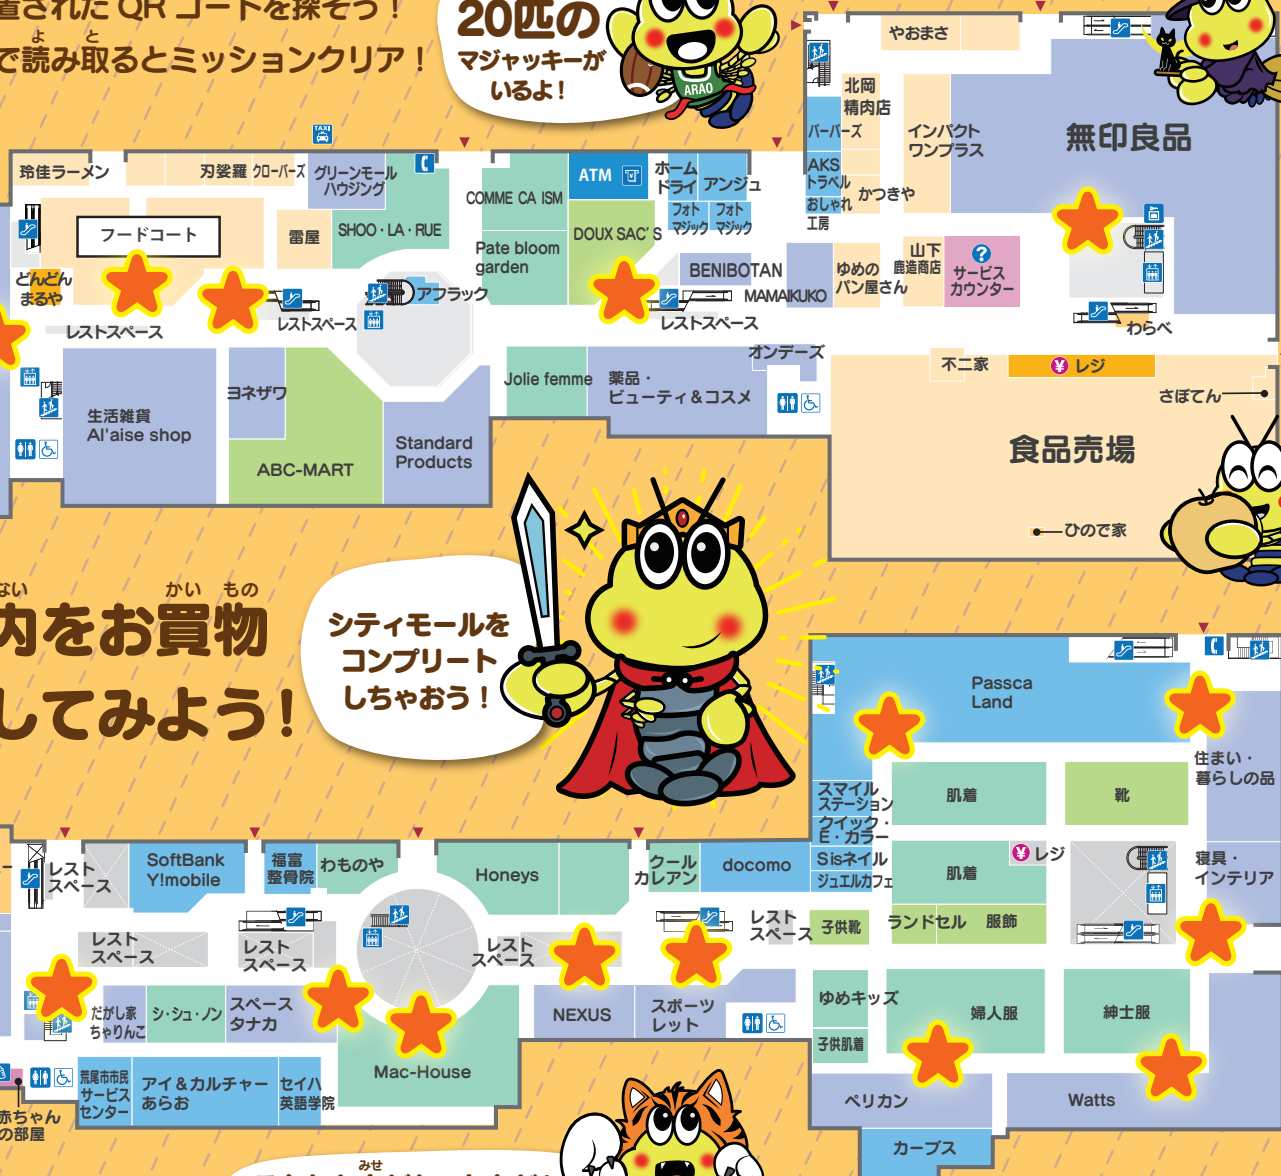 置された QR コードを探そう！
よ
と
で読み取るとミッションクリア！
20匹の
マジャッキーが
いるよ！
ARAO
TAXI
やおまさ
北岡
精肉店
バーバーズ
インパクト
ワンプラス
無印良品
AKS
トラベル
かつきや
おしゃれ
工房
玲佳ラーメン
刃娑羅
クローバーズ
グリーンモール
ハウジング
フードコート
雷屋
SHOO・LA・RUE
どんどん
まるや
レストスペース
レストスペース
アフラック
COMME CA ISM
ATM
ホーム
ドライ
アンジュ
フォト
マジック
フォト
マジック
Pate bloom
garden
DOUX SAC'S
BENIBOTAN
MAMAIKUKO
レストスペース
ゆめの
パン屋さん
山下
鹿造商店
?
サービス
カウンター
わらべ
生活雑貨
Al'aise shop
ヨネザワ
ABC-MART
Standard
Products
Jolie femme
薬品・
ビューティ＆コスメ
オンデーズ
不二家
¥ レジ
さぼてん
食品売場
ひので家
ない
かい
もの
内をお買物
してみよう！
シティモールを
コンプリート
しちゃおう！
Passca
Land
住まい・
暮らしの品
スマイル
ステーション
クイック・
E・カラー
Sisネイル
ジュエルカフェ
肌着
靴
肌着
¥ レジ
寝具・
インテリア
子供靴
ランドセル
服飾
ゆめキッズ
子供肌着
婦人服
紳士服
ペリカン
Watts
カーブス
ー
レスト
スペース
SoftBank
Y!mobile
福富
整骨院
わものや
Honeys
クール
カレアン
docomo
レスト
スペース
レスト
スペース
レスト
スペース
レスト
スペース
だがし家
ちゃりんこ
シ・シュ・ノン
スペース
タナカ
Mac-House
NEXUS
スポーツ
レット
荒尾市市民
サービス
センター
アイ＆カルチャー
あらお
セイハ
英語学院
赤ちゃん
の部屋
みせ